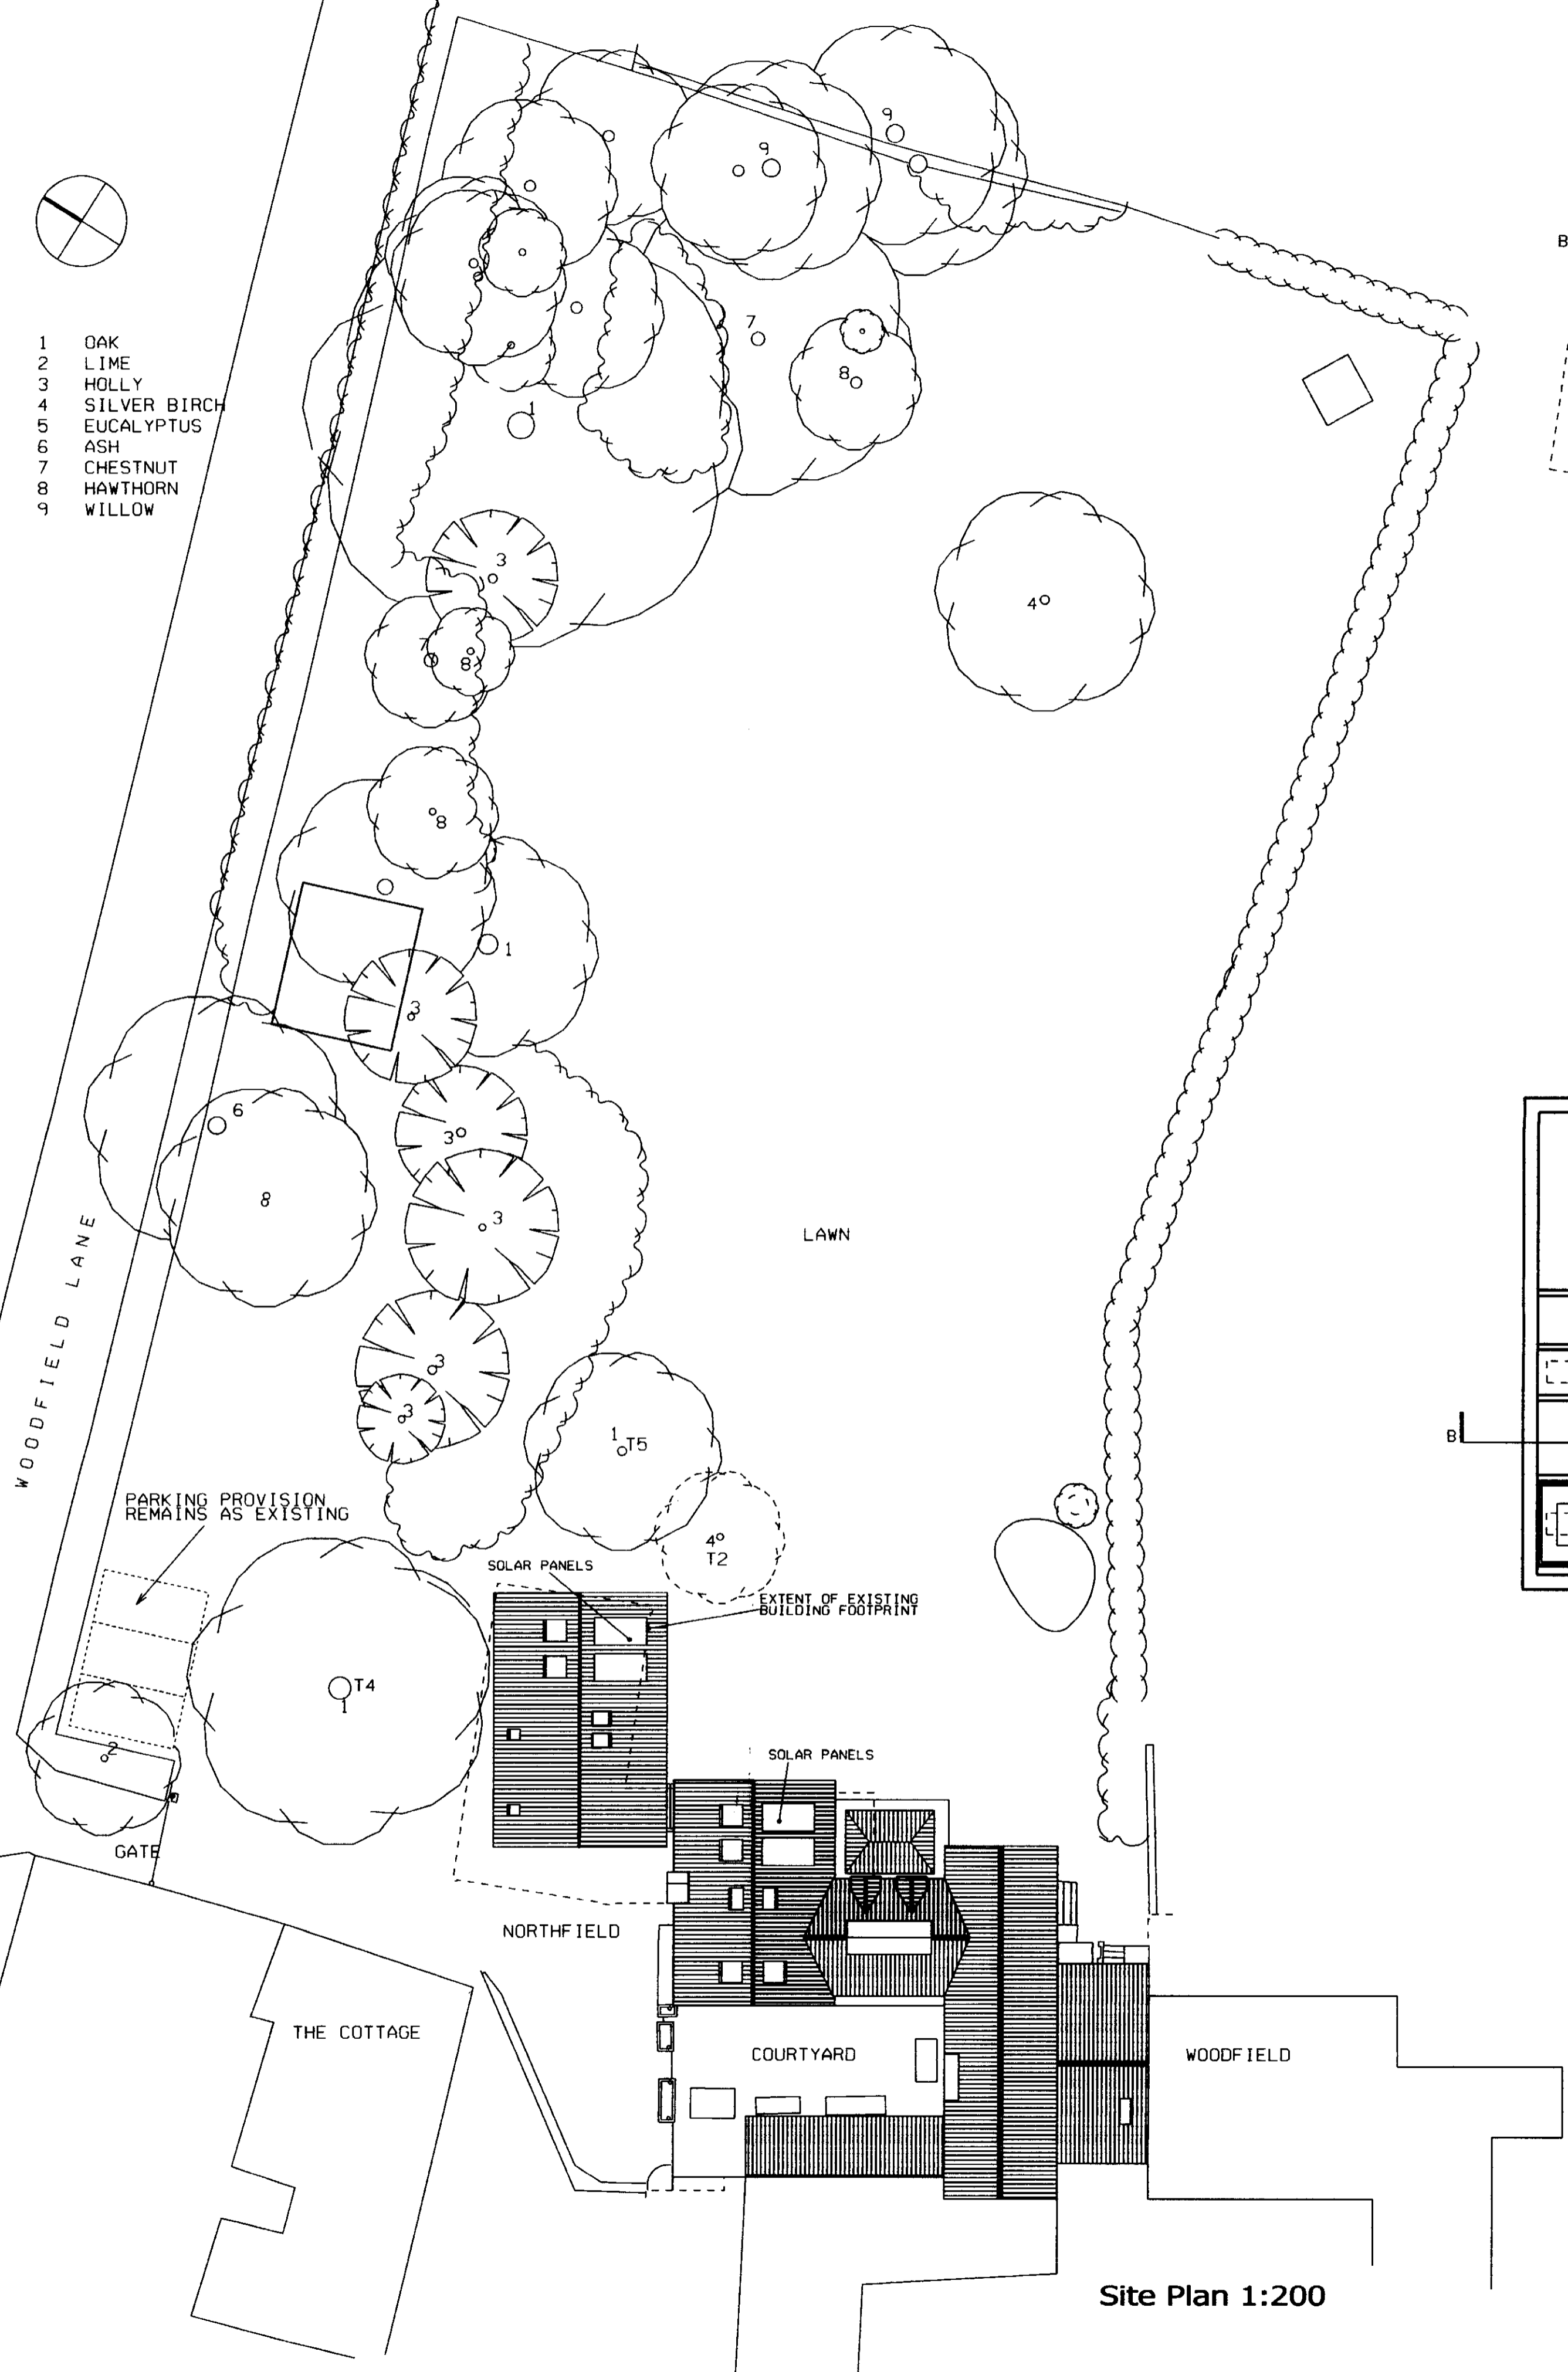 9
9
B
7
1 OAK
2 LIME
3 HOLLY
4 SILVER BIRCH
5 EUCALYPTUS
6 ASH
7 CHESTNUT
8 HAWTHORN
9 WILLOW
8
1
3
4
7
8
8
1
3
6
3
8
3
LAWN
WOODFIELD LANE
3
3
1 T5
B
PARKING PROVISION
REMAINS AS EXISTING
4
T2
SOLAR PANELS
EXTENT OF EXISTING
BUILDING FOOTPRINT
T4
1
2
SOLAR PANELS
GATE
NORTHFIELD
THE COTTAGE
COURTYARD
WOODFIELD
Site Plan 1:200